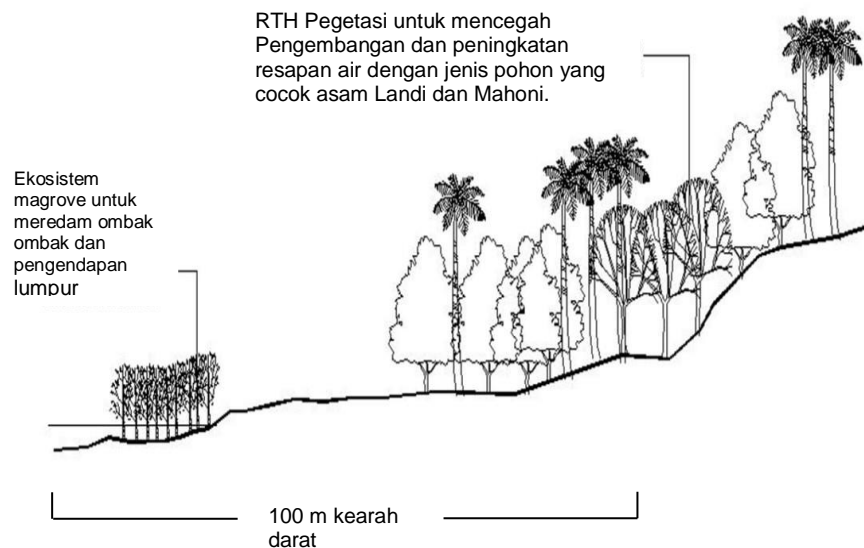 RTH Pegetasi untuk mencegah
Pengembangan dan peningkatan
resapan air dengan jenis pohon yang
cocok asam Landi dan Mahoni.
Ekosistem
magrove untuk
meredam ombak
ombak dan
pengendapan
lumpur
100 m kearah
darat